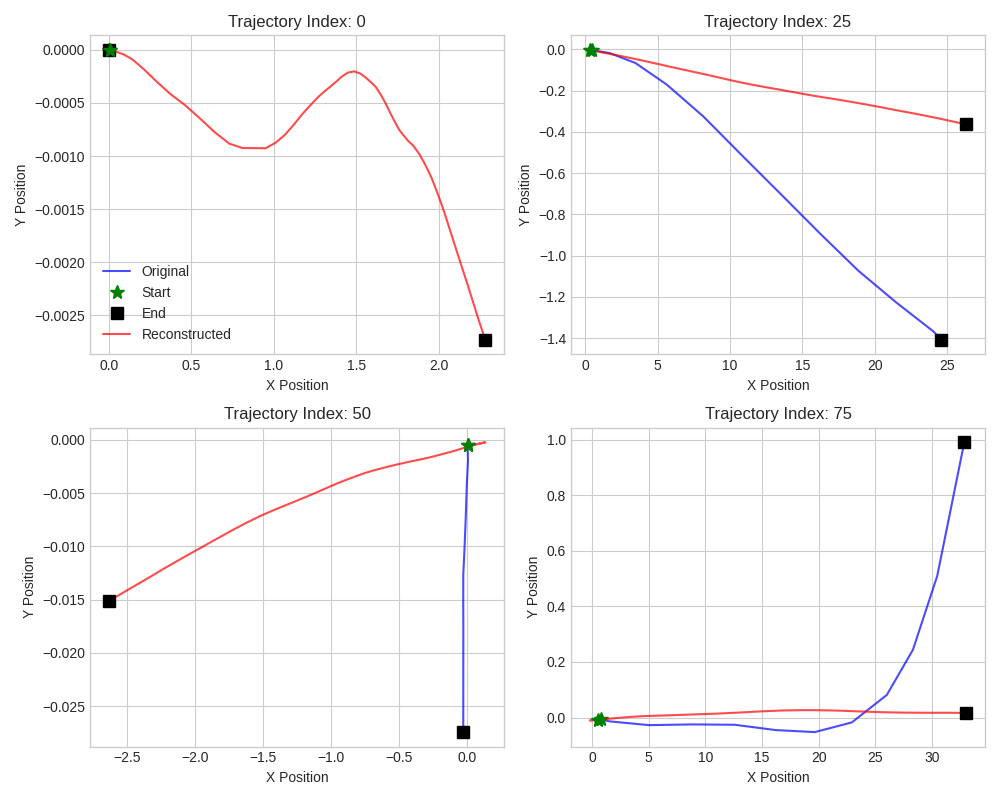 Trajectory Index: 0
0.0000
−0.0005
−0.0010
−0.0015
−0.0020
−0.0025
Y Position
Original
Start
End
Reconstructed
0.0 0.5 1.0 1.5 2.0
X Position
Trajectory Index: 25
0.0
−0.2
−0.4
−0.6
−0.8
−1.0
−1.2
−1.4
Y Position
0 5 10 15 20 25
X Position
Trajectory Index: 50
0.000
−0.005
−0.010
−0.015
−0.020
−0.025
Y Position
−2.5 −2.0 −1.5 −1.0 −0.5 0.0
X Position
Trajectory Index: 75
1.0
0.8
0.6
0.4
0.2
0.0
Y Position
0 5 10 15 20 25 30
X Position